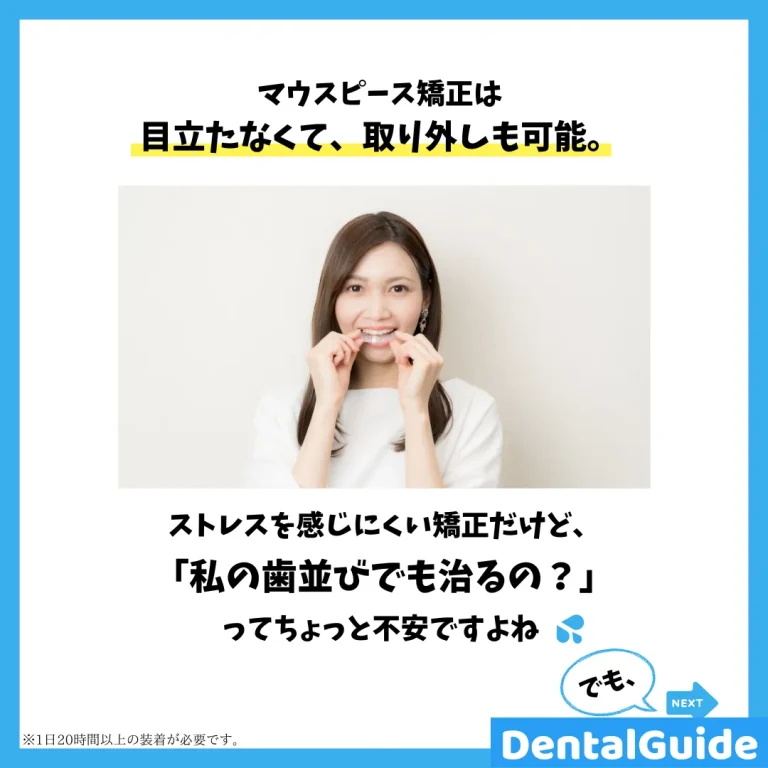 マウスピース矯正は
目立たなくて、取り外しも可能。
ストレスを感じにくい矯正だけど、
「私の歯並びでも治るの？」
ってちょっと不安ですよね
でも、
NEXT
※1日20時間以上の装着が必要です。
DentalGuide